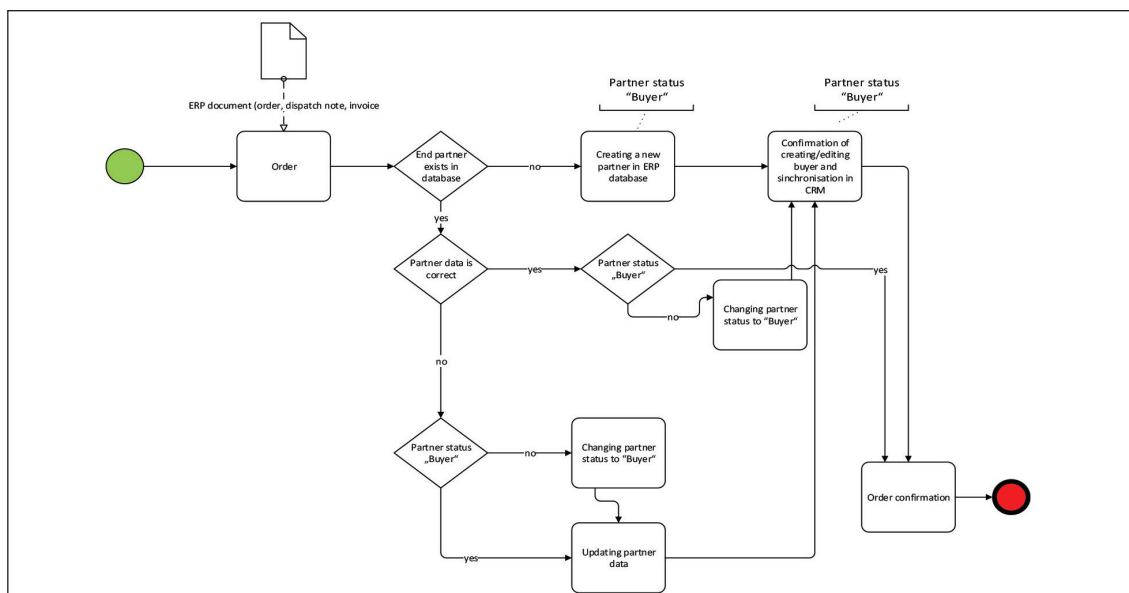 Partner status
"Buyer"
Partner status
"Buyer"
ERP document (order, dispatch note, invoice
Order
End partner
exists in
database
no
Creating a new
partner in ERP
database
Confirmation of
creating/editing
buyer and
sinchronisation in
CRM
yes
Partner data is
correct
yes
Partner status
„Buyer“
yes
no
Changing partner
status to “Buyer“
no
Partner status
„Buyer“
no
Changing partner
status to “Buyer“
Order confirmation
yes
Updating partner
data